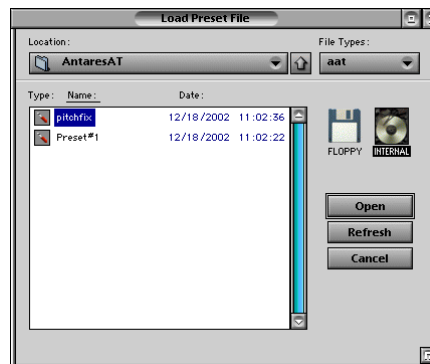 Load Preset File
Location:
File Types:
AntaresAT
aat
Type: Name: Date:
pitchfix 12/18/2002 11:02:36
Preset#1 12/18/2002 11:02:22
FLOPPY INTERNAL
Open
Refresh
Cancel